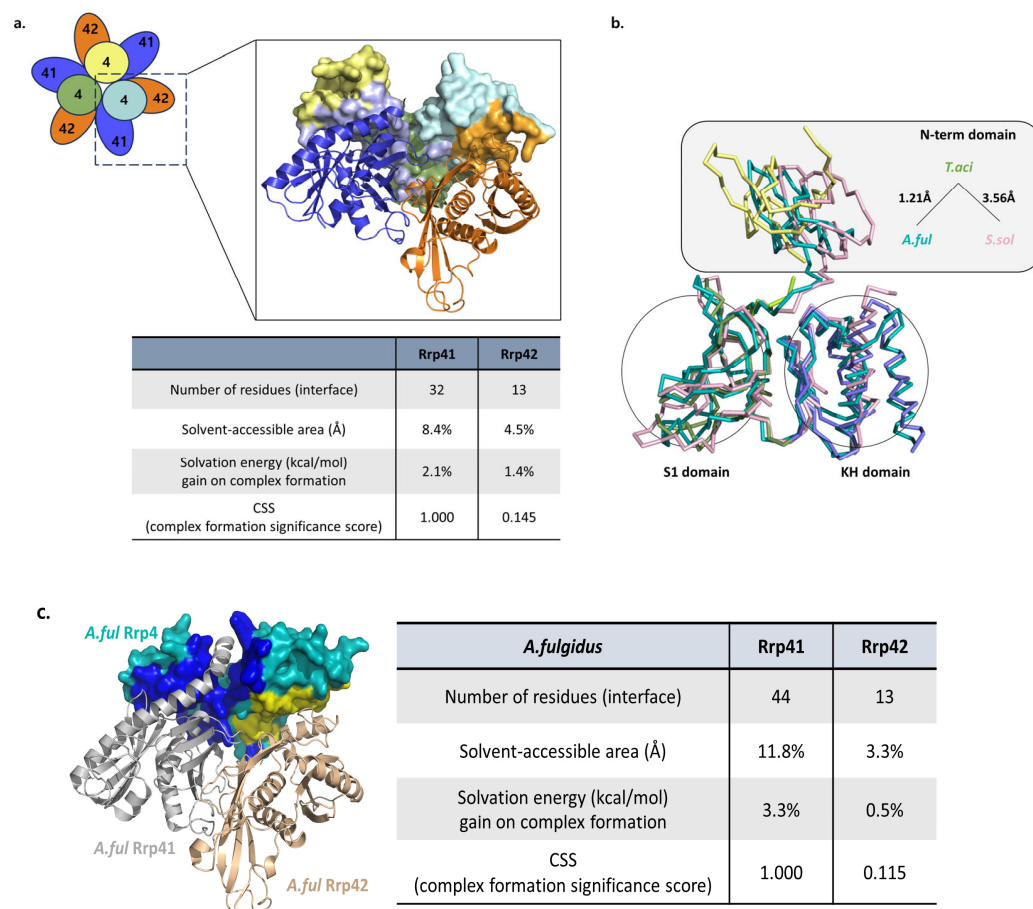 a.
42
41
41
4
4
4
42
42
41
Rrp41 Rrp42
Number of residues (interface) 32 13
Solvent-accessible area (Å) 8.4% 4.5%
Solvation energy (kcal/mol)
gain on complex formation 2.1% 1.4%
CSS
(complex formation significance score) 1.000 0.145
b.
N-term domain
T.aci
1.21Å 3.56Å
A.ful S.sol
S1 domain KH domain
c.
A.ful Rrp4
A.ful Rrp41
A.ful Rrp42
A.fulgidus Rrp41 Rrp42
Number of residues (interface) 44 13
Solvent-accessible area (Å) 11.8% 3.3%
Solvation energy (kcal/mol)
gain on complex formation 3.3% 0.5%
CSS
(complex formation significance score) 1.000 0.115